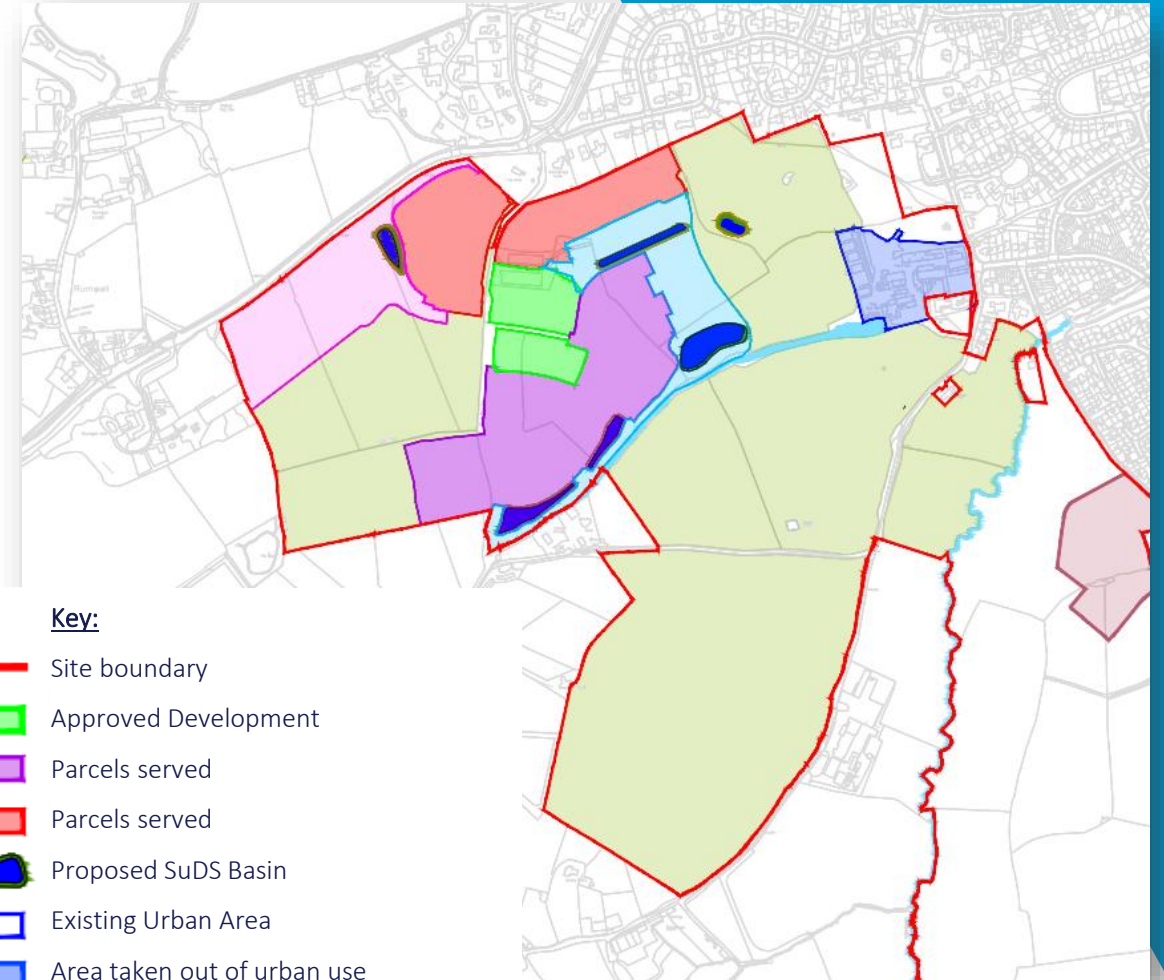 Key:
Site boundary
Approved Development
Parcels served
Parcels served
Proposed SuDS Basin
Existing Urban Area
Area taken out of urban use